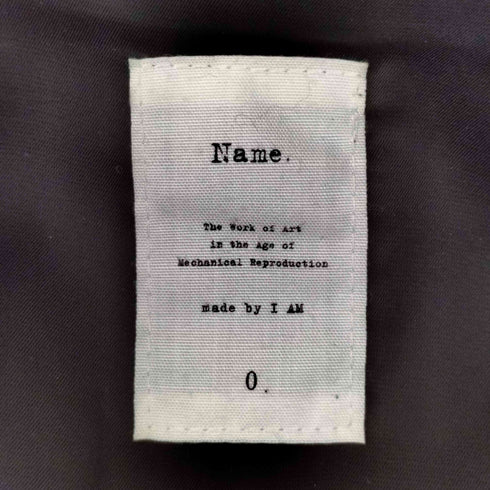 Name.
The Work of Art
in the Age of
Mechanical Reproduction
made by I AM
0.